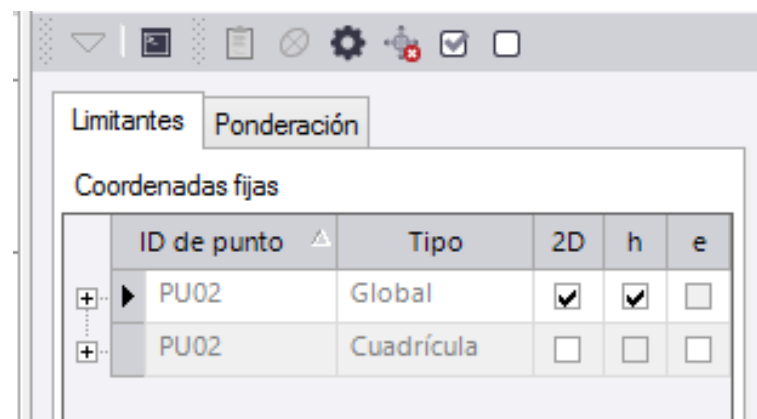 Limitantes Ponderación
Coordenadas fijas
ID de punto Tipo 2D h e
PU02 Global
PU02 Cuadrícula